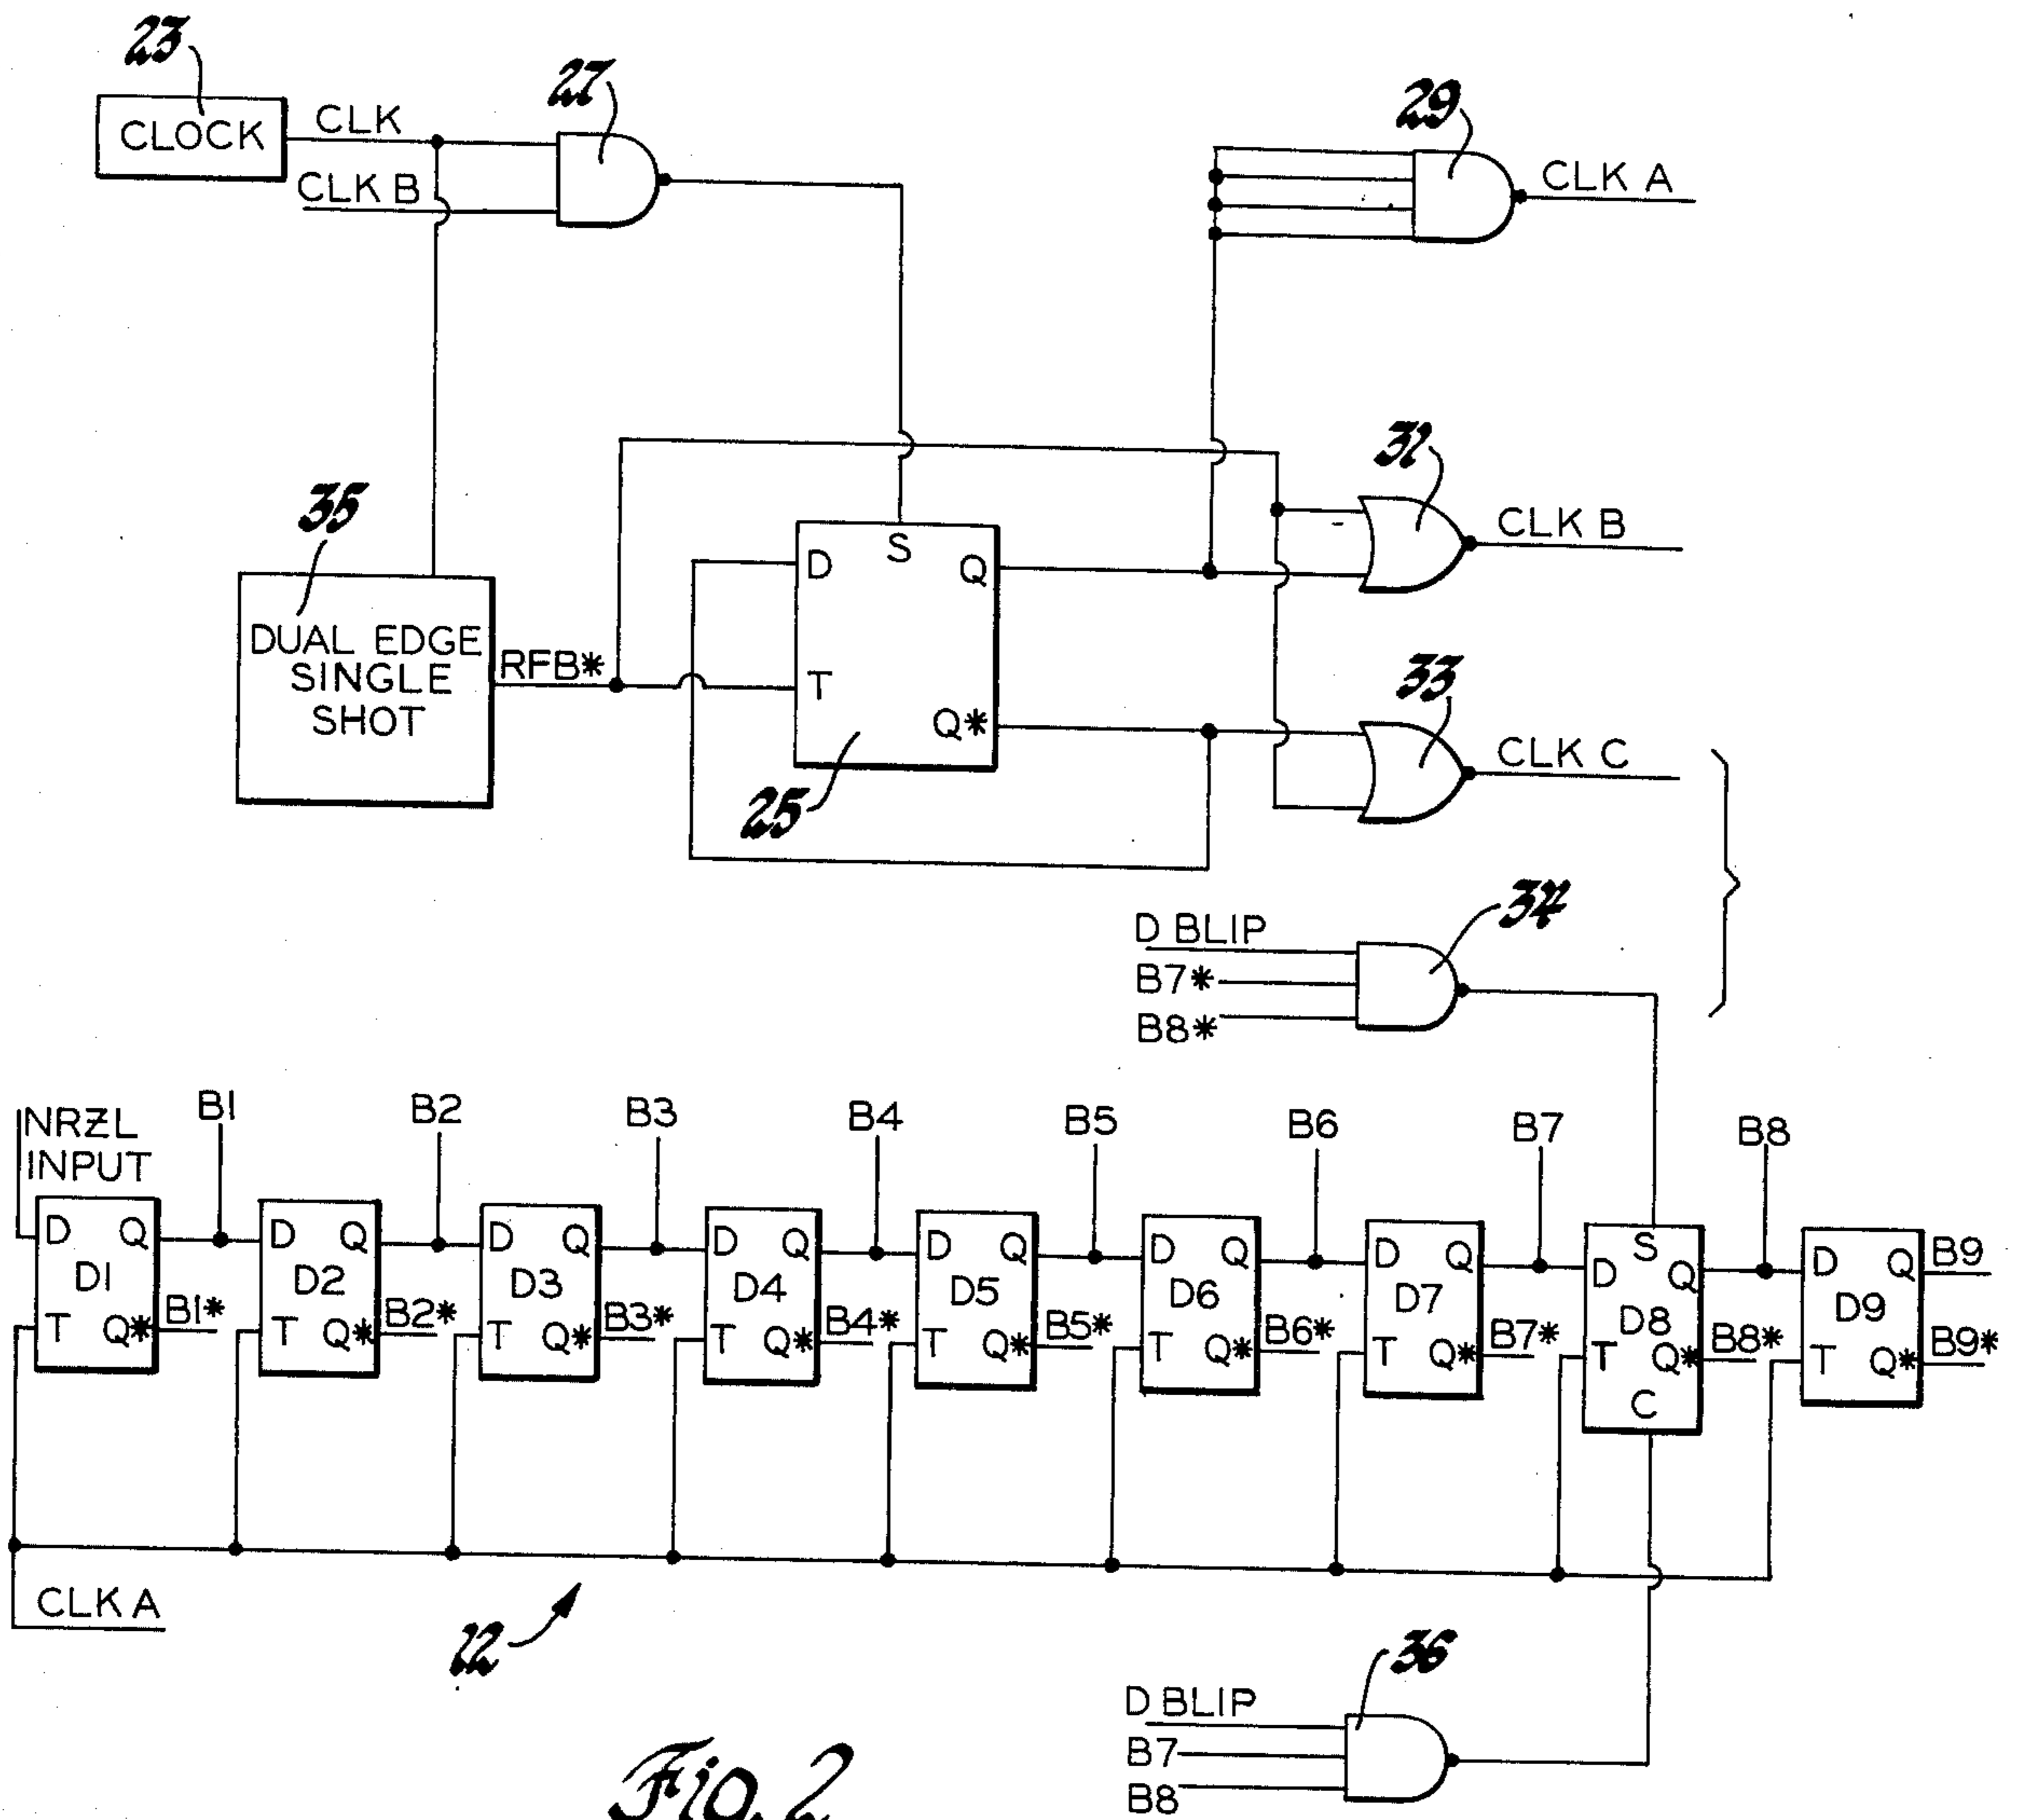 23
CLOCK
CLK
CLK B
27
29
CLK A
35
DUAL EDGE
SINGLE
SHOT
RFB*
D
S
Q
T
Q*
25
31
CLK B
33
CLK C
D BLIP
B7*
B8*
34
NRZL
INPUT
B1
B2
B3
B4
B5
B6
B7
B8
D Q
D1
T Q*
B1*
D Q
D2
T Q*
B2*
D Q
D3
T Q*
B3*
D Q
D4
T Q*
B4*
D Q
D5
T Q*
B5*
D Q
D6
T Q*
B6*
D Q
D7
T Q*
B7*
S
D Q
D8
T Q*
C
B8*
D Q
D9
T Q*
B9
B9*
CLK A
22
36
D BLIP
B7
B8
Fig. 2